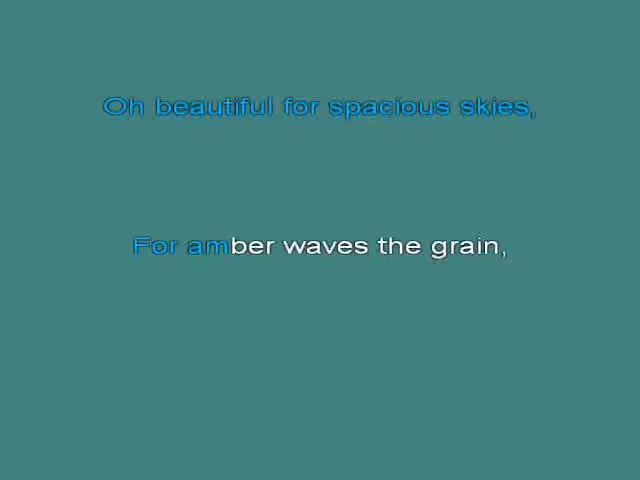 Oh beautiful for spacious skies,
For amber waves the grain,